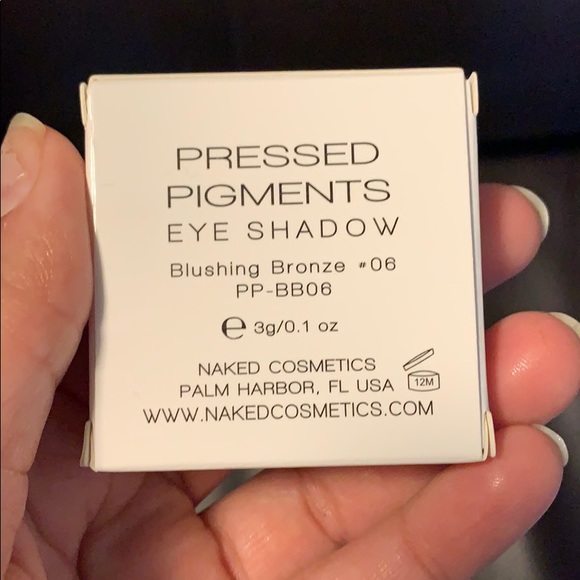 PRESSED
PIGMENTS
EYE SHADOW
Blushing Bronze #06
PP-BB06
℮ 3g/0.1 oz
NAKED COSMETICS
PALM HARBOR, FL USA
12M
WWW.NAKEDCOSMETICS.COM